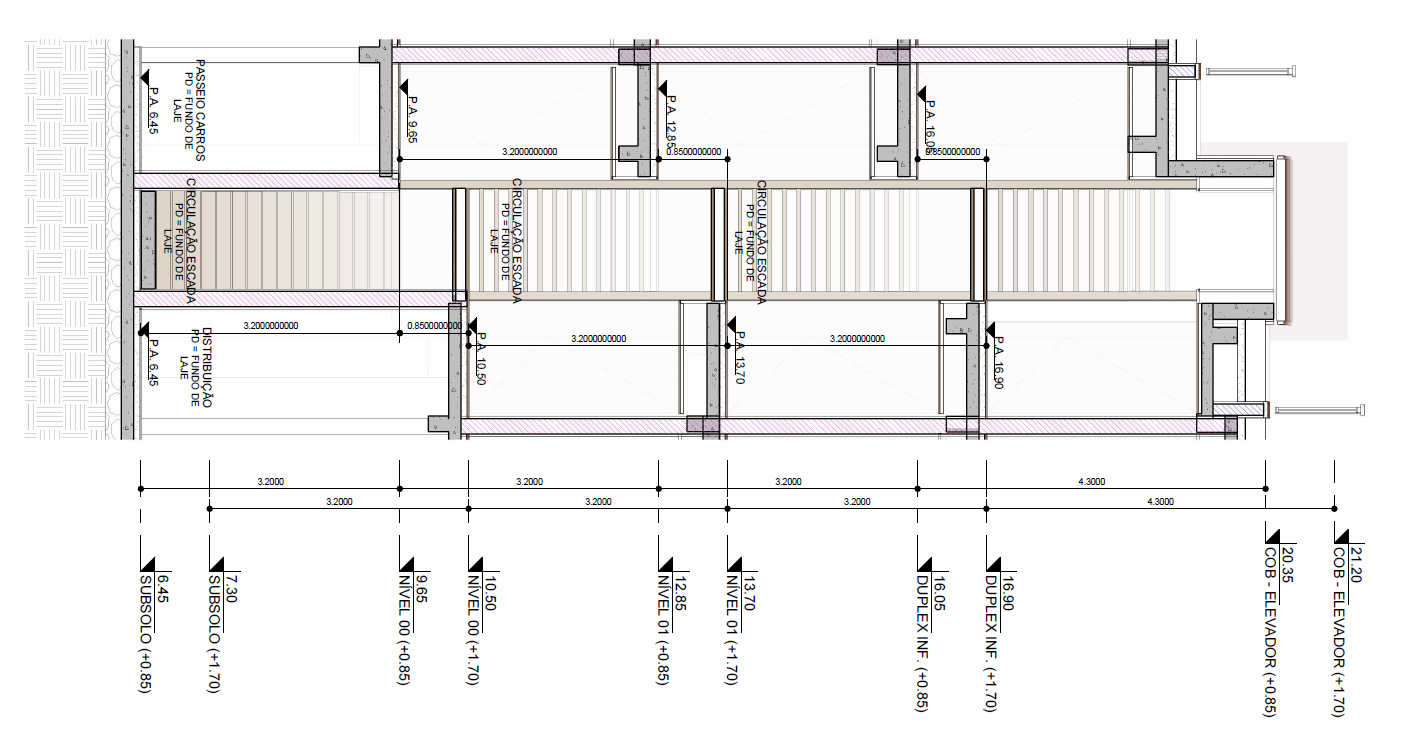 PASSEIO CARROS
PD = FUNDO DE
LAJE
P.A. 6.45
P.A. 9.65
P.A. 12.85
P.A. 16.05
3.2000000000
0.8500000000
0.8500000000
CIRCULAÇÃO ESCADA
PD = FUNDO DE
LAJE
CIRCULAÇÃO ESCADA
PD = FUNDO DE
LAJE
CIRCULAÇÃO ESCADA
PD = FUNDO DE
LAJE
3.2000000000
0.8500000000
3.2000000000
3.2000000000
DISTRIBUIÇÃO
PD = FUNDO DE
LAJE
P.A. 6.45
P.A. 10.50
P.A. 13.70
P.A. 16.90
3.2000
3.2000
3.2000
4.3000
3.2000
3.2000
3.2000
4.3000
6.45
SUBSOLO (+0.85)
7.30
SUBSOLO (+1.70)
9.65
NÍVEL 00 (+0.85)
10.50
NÍVEL 00 (+1.70)
12.85
NÍVEL 01 (+0.85)
13.70
NÍVEL 01 (+1.70)
16.05
DUPLEX INF. (+0.85)
16.90
DUPLEX INF. (+1.70)
20.35
COB - ELEVADOR (+0.85)
21.20
COB - ELEVADOR (+1.70)